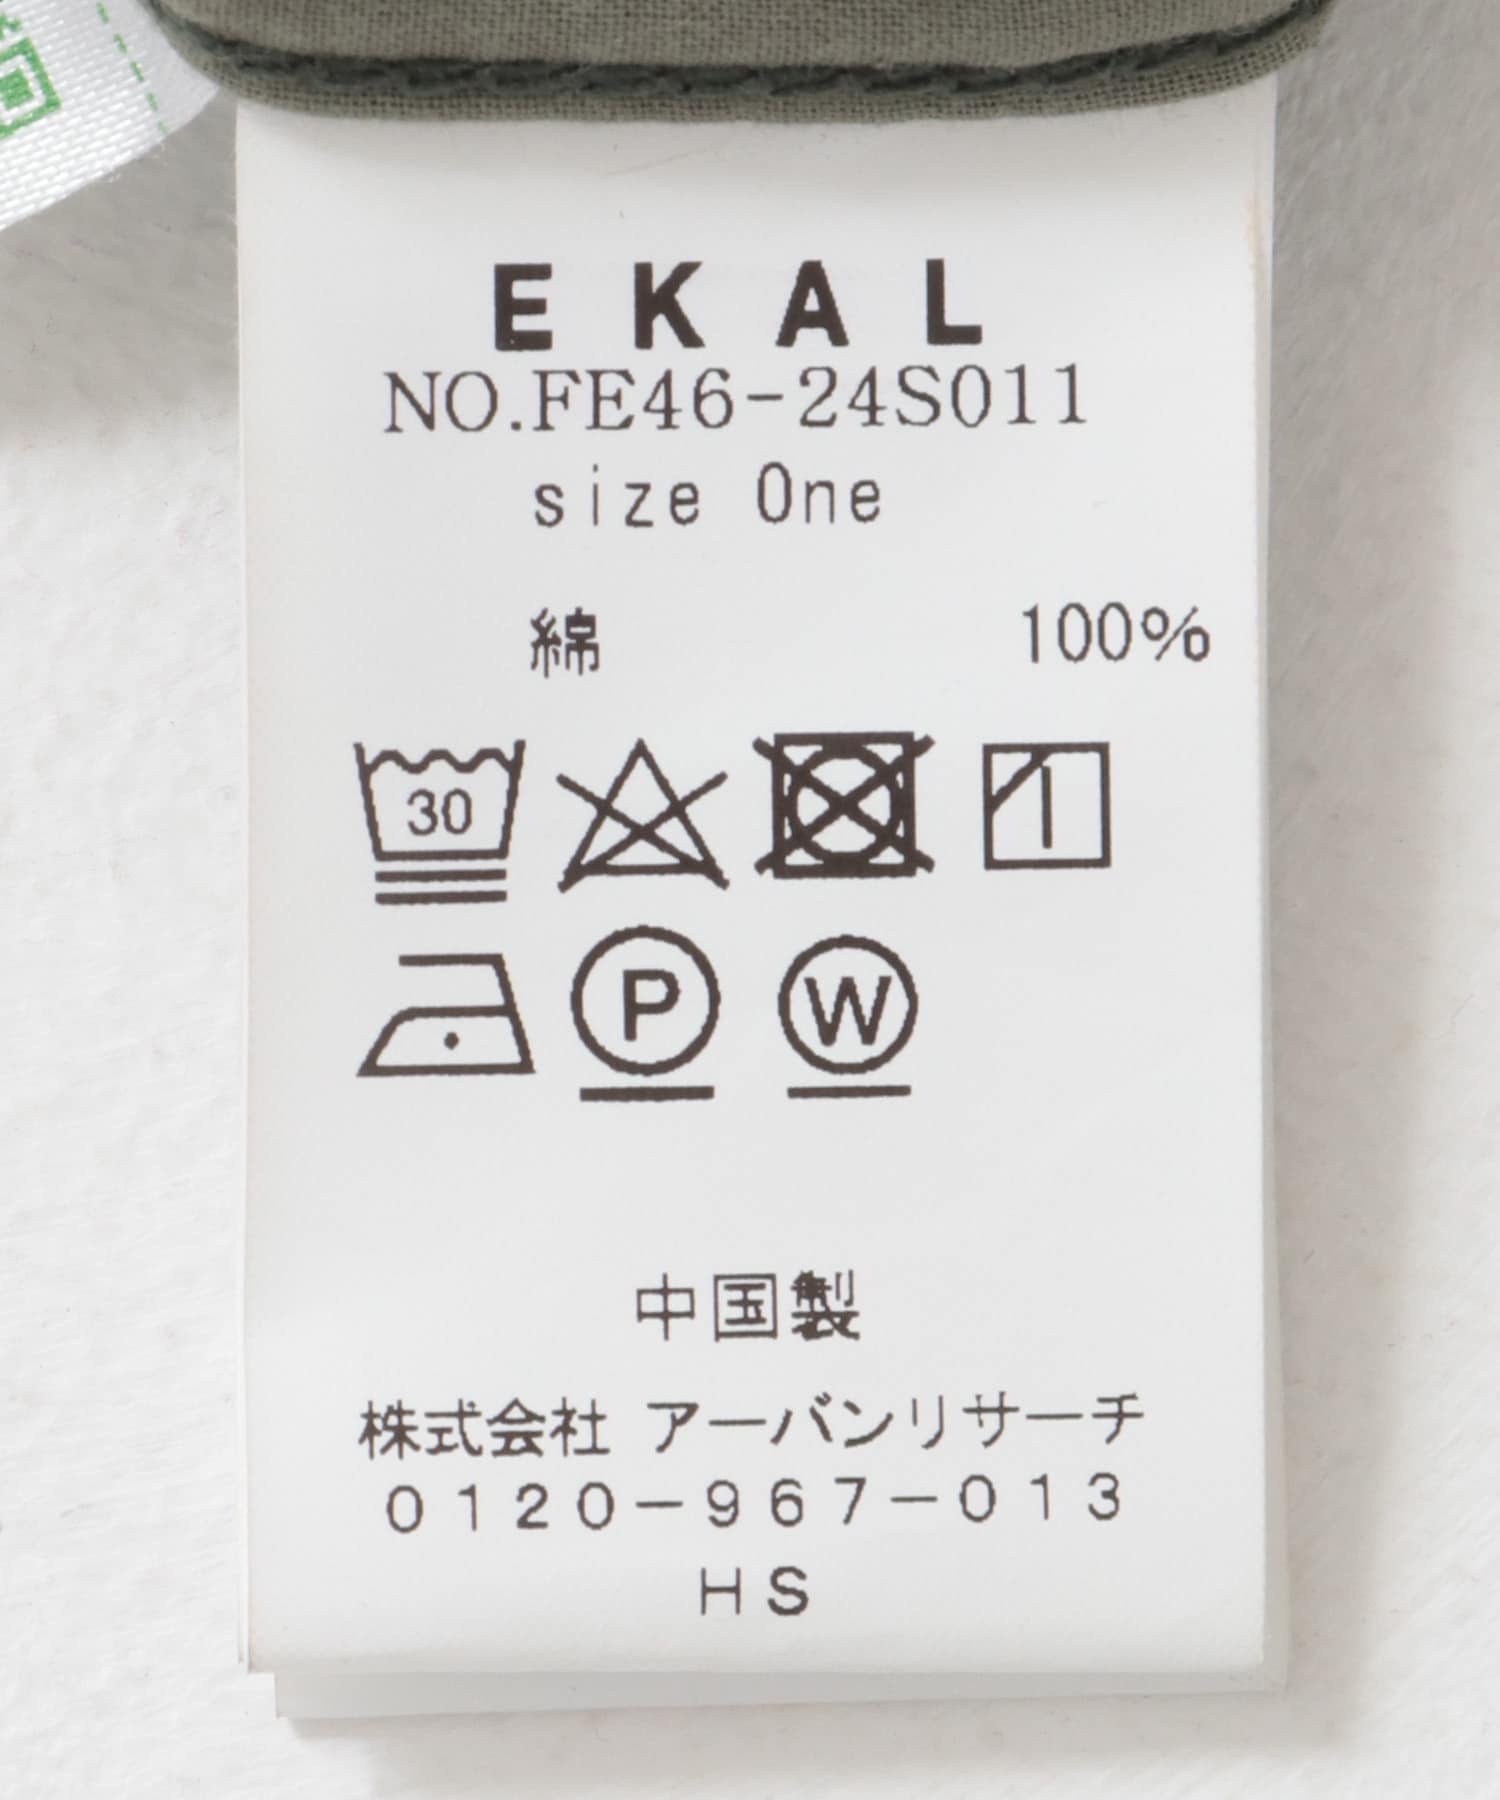 EKAL
NO.FE46-24S011
size One
綿 100%
30
P W
中国製
株式会社 アーバンリサーチ
0120-967-013
HS